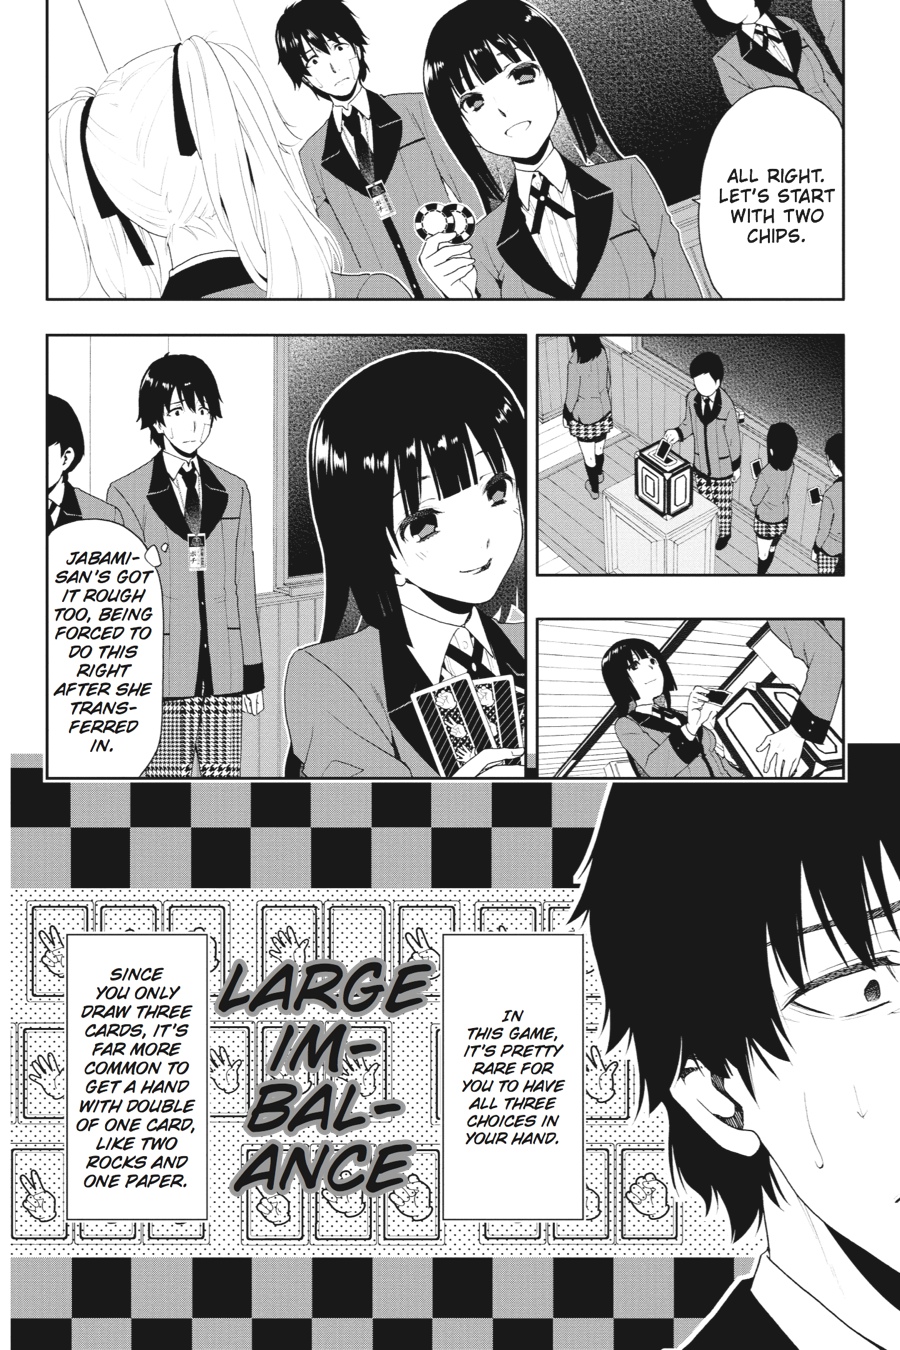 ALL RIGHT.
LET'S START
WITH TWO
CHIPS.
JABAMI-
SAN'S GOT
IT ROUGH
TOO, BEING
FORCED TO
DO THIS
RIGHT
AFTER SHE
TRANS-
FERRED
IN.
IN
THIS GAME,
IT'S PRETTY
RARE FOR
YOU TO HAVE
ALL THREE
CHOICES IN
YOUR HAND.
LARGE
IM-
BAL-
ANCE
SINCE
YOU ONLY
DRAW THREE
CARDS, IT'S
FAR MORE
COMMON TO
GET A HAND
WITH DOUBLE
OF ONE CARD,
LIKE TWO
ROCKS AND
ONE PAPER.